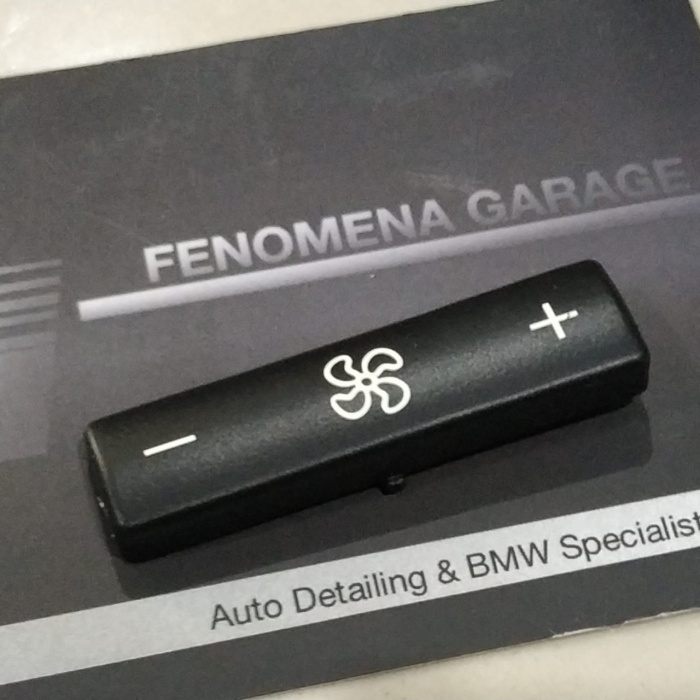 FENOMENA GARAGE
− +
Auto Detailing & BMW Specialist